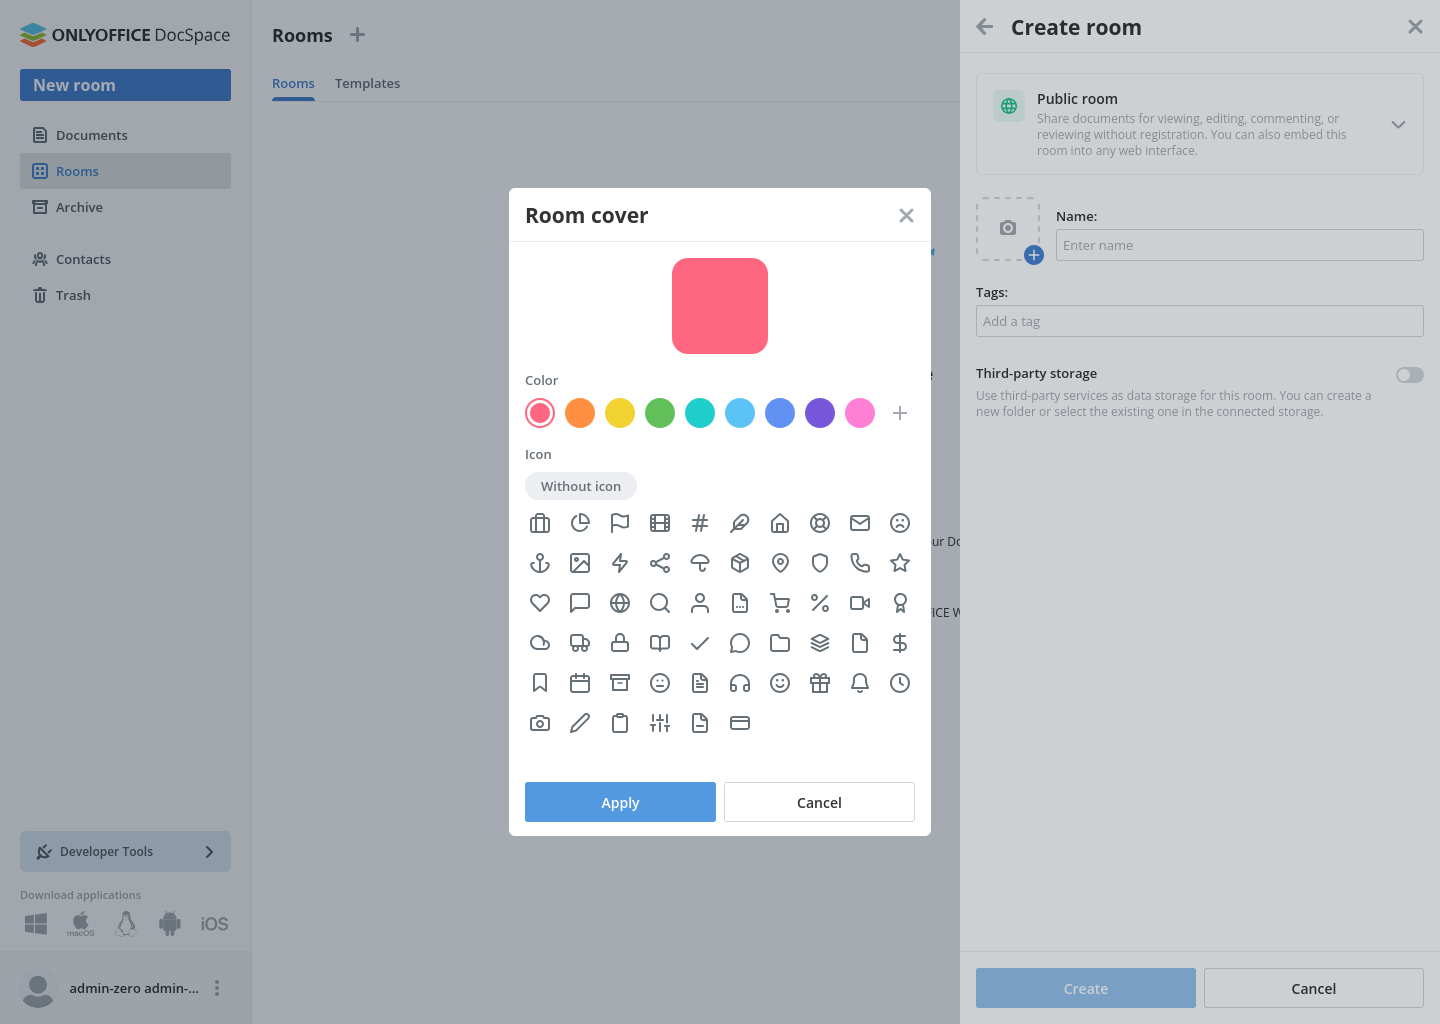 ONLYOFFICE DocSpace
New room
Documents
Rooms
Archive
Contacts
Trash
Developer Tools
Download applications
macOS
iOS
admin-zero admin-...
Rooms
Rooms
Templates
our Do
FICE W
Room cover
Color
Icon
Without icon
Apply
Cancel
Create room
Public room
Share documents for viewing, editing, commenting, or
reviewing without registration. You can also embed this
room into any web interface.
Name:
Enter name
Tags:
Add a tag
Third-party storage
Use third-party services as data storage for this room. You can create a
new folder or select the existing one in the connected storage.
Create
Cancel